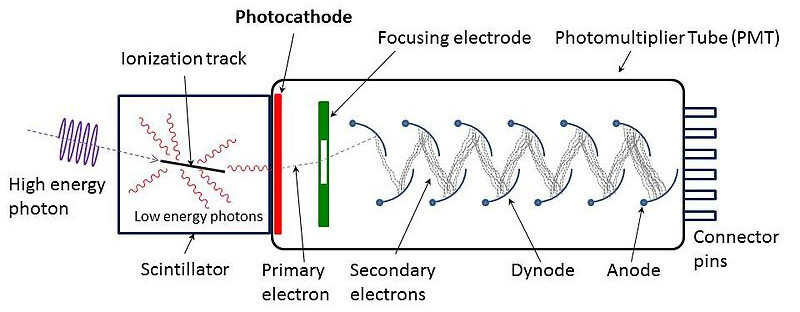 Photocathode
Focusing electrode
Photomultiplier Tube (PMT)
Ionization track
High energy
photon
Low energy photons
Scintillator
Primary
electron
Secondary
electrons
Dynode
Anode
Connector
pins